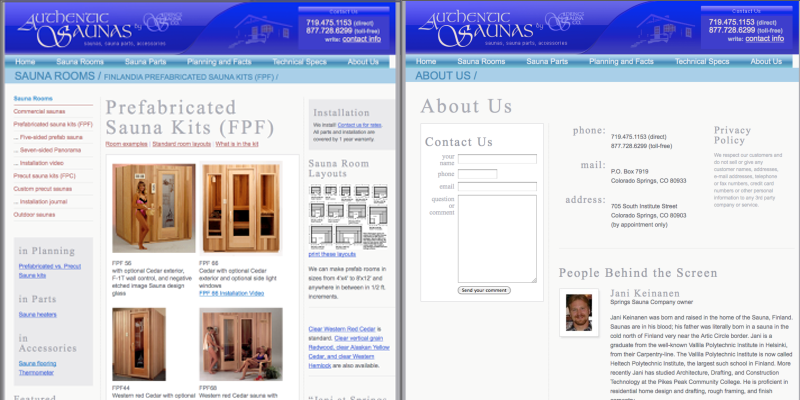 AUTHENTIC
SAUNAS
by
saunas, sauna parts, accessories
Contact Us
719.475.1153 (direct)
877.728.6299 (toll-free)
write: contact info
Home
Sauna Rooms
Sauna Parts
Planning and Facts
Technical Specs
About Us
SAUNA ROOMS / FINLANDIA PREFABRICATED SAUNA KITS (FPF) /
Sauna Rooms
Commercial saunas
Prefabricated sauna kits (FPF)
... Five-sided prefab sauna
... Seven-sided Panorama
... Installation video
Precut sauna kits (FPC)
Custom precut saunas
... Installation journal
Outdoor saunas
in Planning
Prefabricated vs. Precut
Sauna kits
in Parts
Sauna heaters
in
Accessories
Sauna flooring
Thermometer
Featured
Prefabricated
Sauna Kits (FPF)
Room examples | Standard room layouts | What is in the kit
FPF 36
with optional Cedar exterior,
F-1T wall control, and negative
etched image Sauna design
glass
FPF 66
Cedar with optional Cedar
exterior and optional side light
windows
FPF 66 Installation Video
FPF44
Western red Cedar with optional
FPF68
Western red Cedar sauna with
Installation
We install! Contact us for rates.
All parts and installation are
covered by 1 year warranty.
Sauna Room
Layouts
print these layouts
We can make prefab rooms in
sizes from 4'x4' to 8'x12' and
anywhere in between in 1/2 ft.
increments.
Clear Western Red Cedar is
standard. Clear vertical grain
Redwood, clear Alaskan Yellow
Cedar, and clear Western
Hemlock are also available.
"Jani at Springs
AUTHENTIC
SAUNAS
by
saunas, sauna parts, accessories
Contact Us
719.475.1153 (direct)
877.728.6299 (toll-free)
write: contact info
Home
Sauna Rooms
Sauna Parts
Planning and Facts
Technical Specs
About Us
ABOUT US /
About Us
Contact Us
your
name
phone
email
question
or
comment
Send your comment
phone:
719.475.1153 (direct)
877.728.6299 (toll-free)
mail:
P.O. Box 7919
Colorado Springs, CO 80933
address:
705 South Institute Street
Colorado Springs, CO 80903
(by appointment only)
Privacy
Policy
We respect our customers and
do not sell or give any
customer names, addresses,
e-mail addresses, telephone
or fax numbers, credit card
numbers or other personal
information to any 3rd party
company or service.
People Behind the Screen
Jani Keinanen
Springs Sauna Company owner
Jani Keinanen was born and raised in the home of the Sauna, Finland.
Saunas are in his blood; his father was literally born in a sauna in the
cold north of Finland very near the Artic Circle border. Jani is a
graduate from the well-known Vallila Polytechnic Institute in Helsinki,
from their Carpentry-line. The Vallila Polytechnic Institute is now called
Heltech Polytechnic Institute, the largest such school in Finland. More
recently Jani has studied Architecture, Drafting, and Construction
Technology at the Pikes Peak Community College. He is proficient in
residential home design and drafting, rough framing, and finish
carpentry.